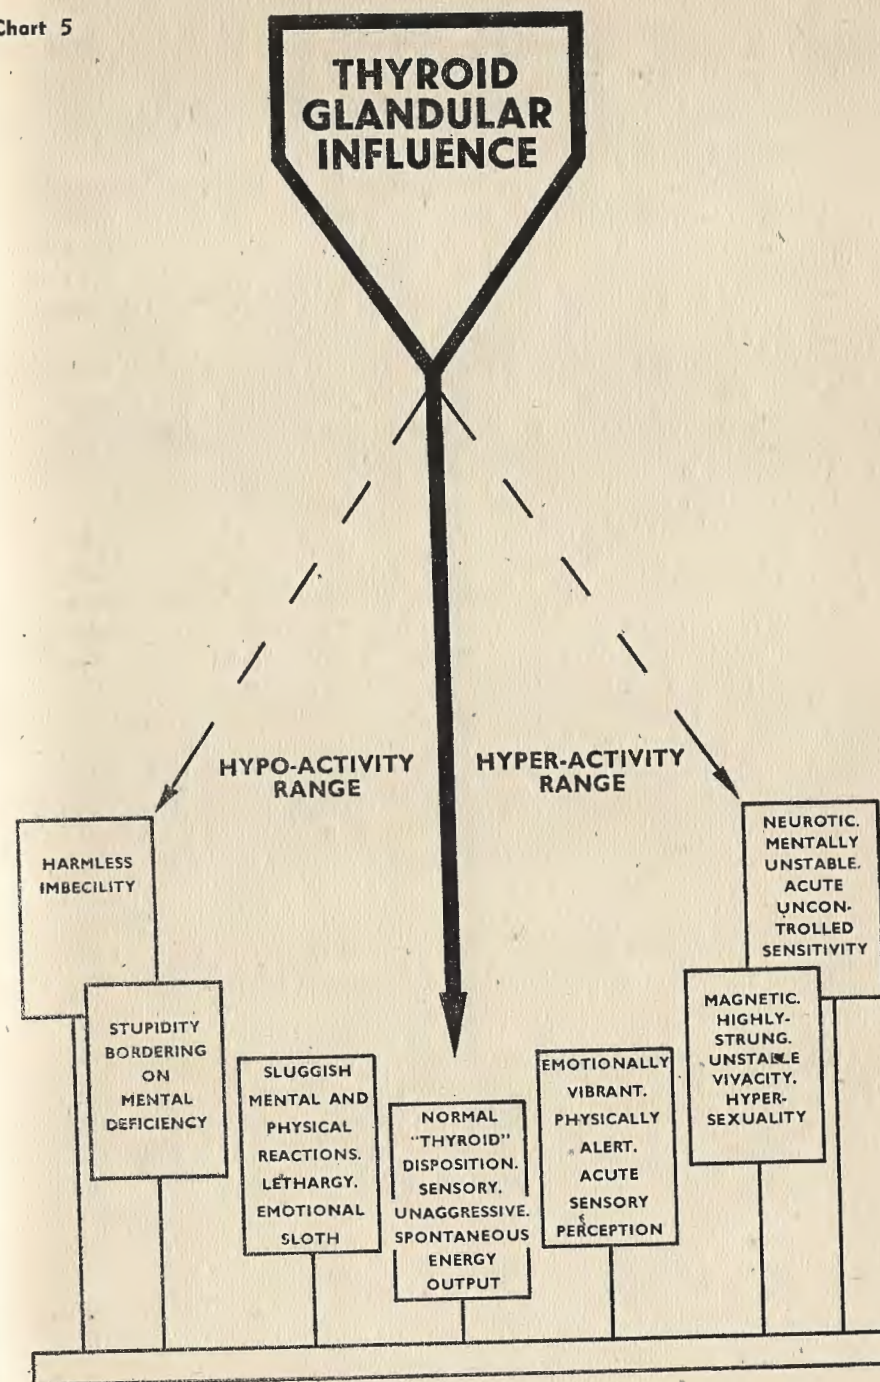 Chart 5
THYROID
GLANDULAR
INFLUENCE
HYPO-ACTIVITY
RANGE
HYPER-ACTIVITY
RANGE
HARMLESS
IMBECILITY
STUPIDITY
BORDERING
ON
MENTAL
DEFICIENCY
SLUGGISH
MENTAL AND
PHYSICAL
REACTIONS.
LETHARGY.
EMOTIONAL
SLOTH
NORMAL
"THYROID"
DISPOSITION.
SENSORY.
UNAGGRESSIVE.
SPONTANEOUS
ENERGY
OUTPUT
EMOTIONALLY
VIBRANT.
PHYSICALLY
ALERT.
ACUTE
SENSORY
PERCEPTION
MAGNETIC.
HIGHLY-
STRUNG.
UNSTABLE
VIVACITY.
HYPER-
SEXUALITY
NEUROTIC.
MENTALLY
UNSTABLE.
ACUTE
UNCON-
TROLLED
SENSITIVITY